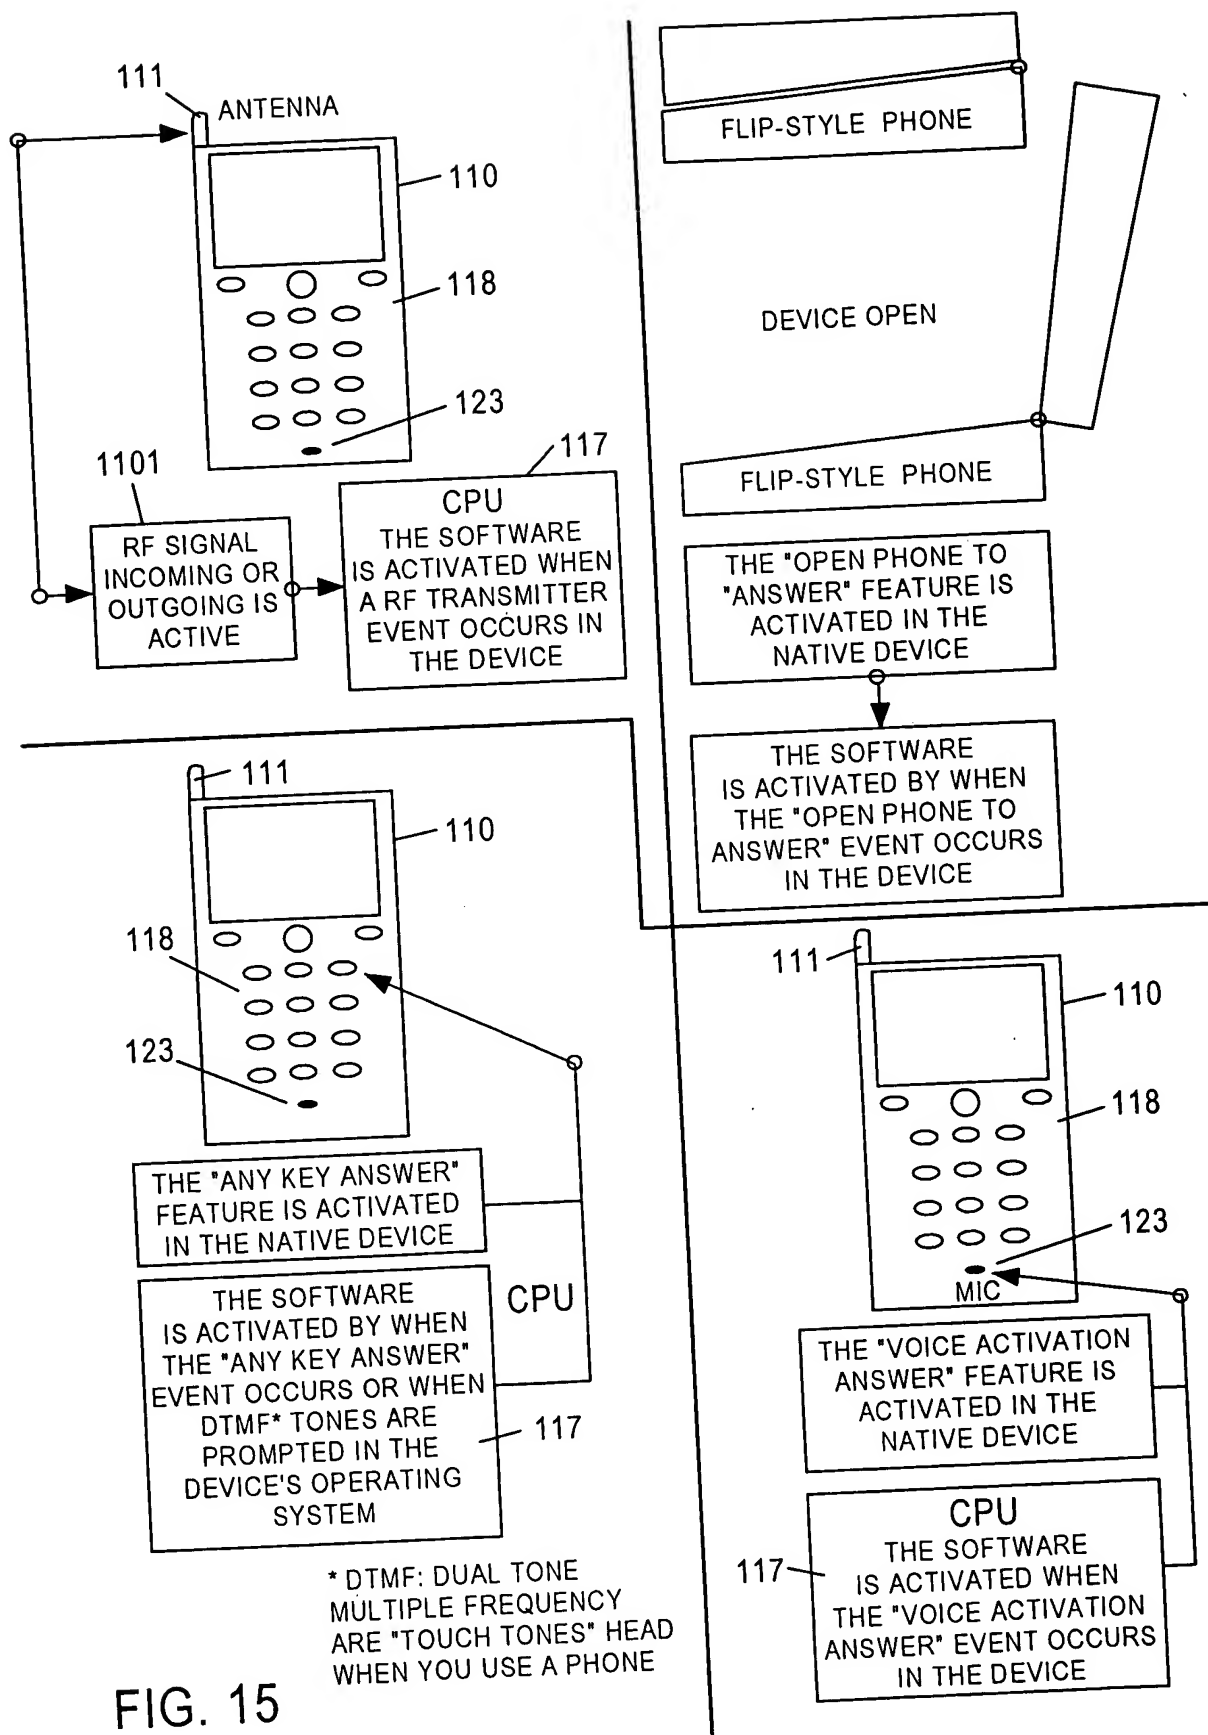 111
ANTENNA
110
118
123
1101
117
RF SIGNAL
INCOMING OR
OUTGOING IS
ACTIVE
CPU
THE SOFTWARE
IS ACTIVATED WHEN
A RF TRANSMITTER
EVENT OCCURS IN
THE DEVICE
FLIP-STYLE PHONE
DEVICE OPEN
FLIP-STYLE PHONE
THE "OPEN PHONE TO
"ANSWER" FEATURE IS
ACTIVATED IN THE
NATIVE DEVICE
THE SOFTWARE
IS ACTIVATED BY WHEN
THE "OPEN PHONE TO
ANSWER" EVENT OCCURS
IN THE DEVICE
111
110
118
123
THE "ANY KEY ANSWER"
FEATURE IS ACTIVATED
IN THE NATIVE DEVICE
CPU
THE SOFTWARE
IS ACTIVATED BY WHEN
THE "ANY KEY ANSWER"
EVENT OCCURS OR WHEN
DTMF* TONES ARE
PROMPTED IN THE
DEVICE'S OPERATING
SYSTEM
117
* DTMF: DUAL TONE
MULTIPLE FREQUENCY
ARE "TOUCH TONES" HEAD
WHEN YOU USE A PHONE
111
110
118
123
MIC
THE "VOICE ACTIVATION
ANSWER" FEATURE IS
ACTIVATED IN THE
NATIVE DEVICE
117
CPU
THE SOFTWARE
IS ACTIVATED WHEN
THE "VOICE ACTIVATION
ANSWER" EVENT OCCURS
IN THE DEVICE
FIG. 15